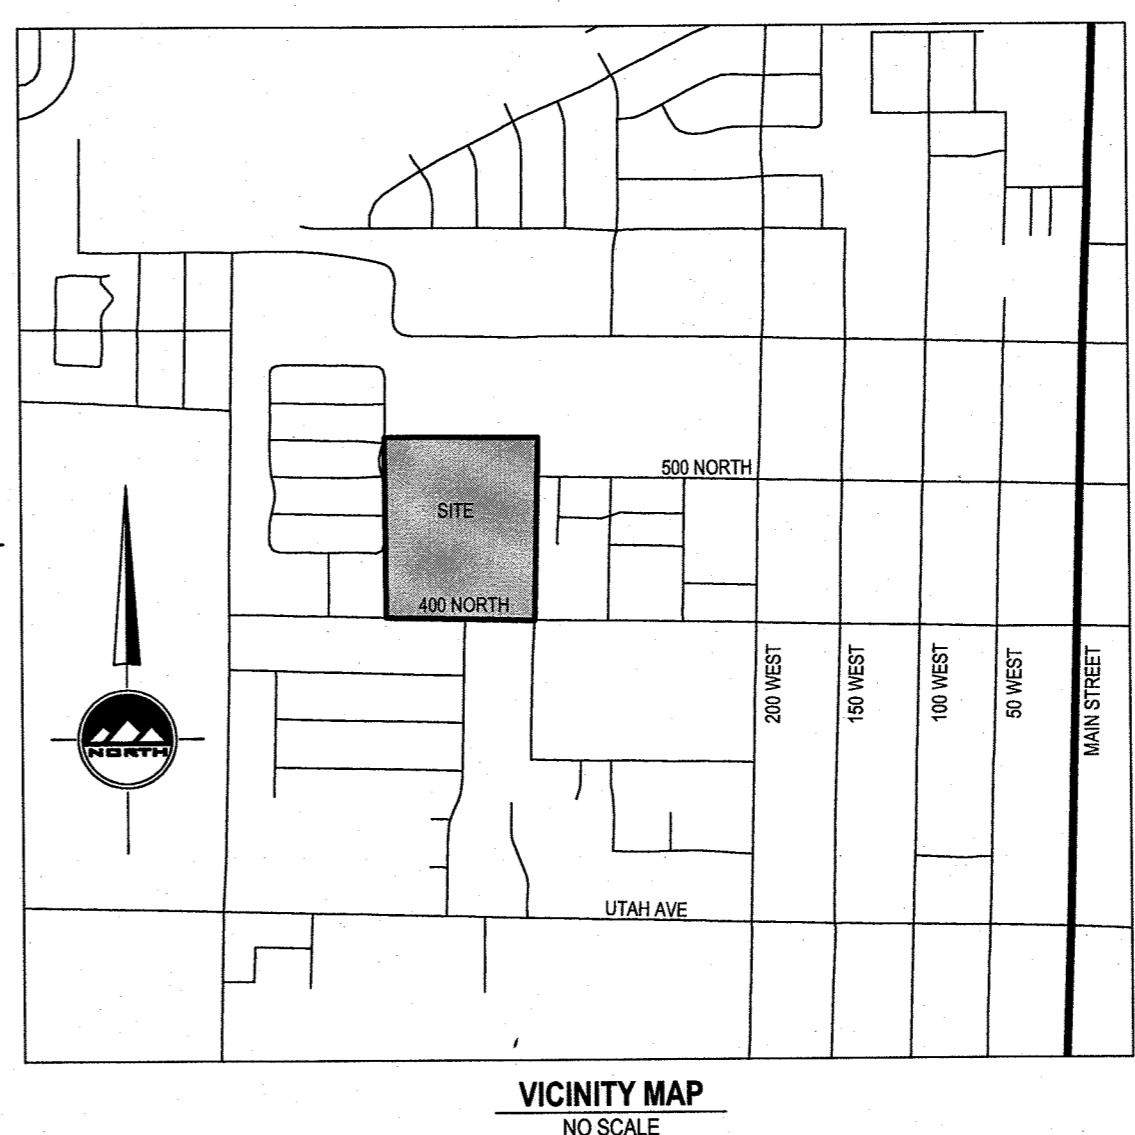 500 NORTH
SITE
400 NORTH
200 WEST
150 WEST
100 WEST
50 WEST
MAIN STREET
NORTH
UTAH AVE
VICINITY MAP
NO SCALE